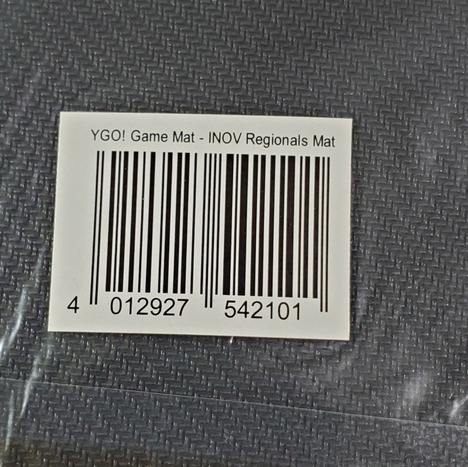 YGO! Game Mat - INOV Regionals Mat
4 012927 542101